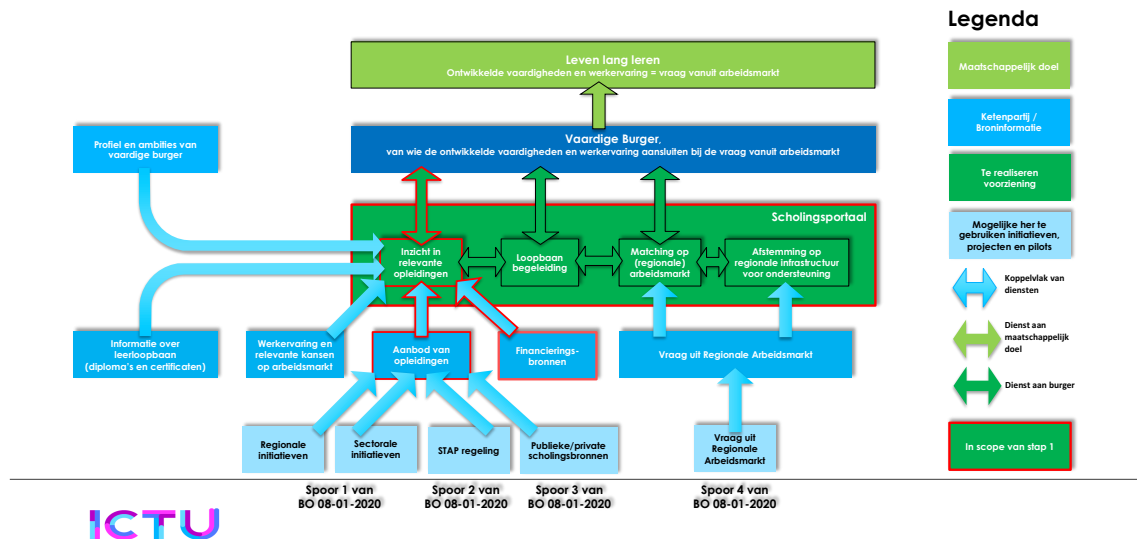 Legenda
Leven lang leren
Ontwikkelde vaardigheden en werkervaring = vraag vanuit arbeidsmarkt
Maatschappelijk doel
Profiel en ambities van
vaardige burger
Vaardige Burger,
van wie de ontwikkelde vaardigheden en werkervaring aansluiten bij de vraag vanuit arbeidsmarkt
Ketenpartij /
Broninformatie
Te realiseren
voorziening
Scholingsportaal
Inzicht in
relevante
opleidingen
Loopbaan
begeleiding
Matching op
(regionale)
arbeidsmarkt
Afstemming op
regionale infrastructuur
voor ondersteuning
Mogelijke her te
gebruiken initiatieven,
projecten en pilots
Koppelvlak van
diensten
Informatie over
leerloopbaan
(diploma's en certificaten)
Werkervaring en
relevante kansen
op arbeidsmarkt
Aanbod van
opleidingen
Financierings-
bronnen
Vraag uit Regionale Arbeidsmarkt
Dienst aan
maatschappelijk
doel
Dienst aan burger
Regionale
initiatieven
Sectorale
initiatieven
STAP regeling
Publieke/private
scholingsbronnen
Vraag uit
Regionale
Arbeidsmarkt
In scope van stap 1
Spoor 1 van
BO 08-01-2020
Spoor 2 van
BO 08-01-2020
Spoor 3 van
BO 08-01-2020
Spoor 4 van
BO 08-01-2020
ICTU